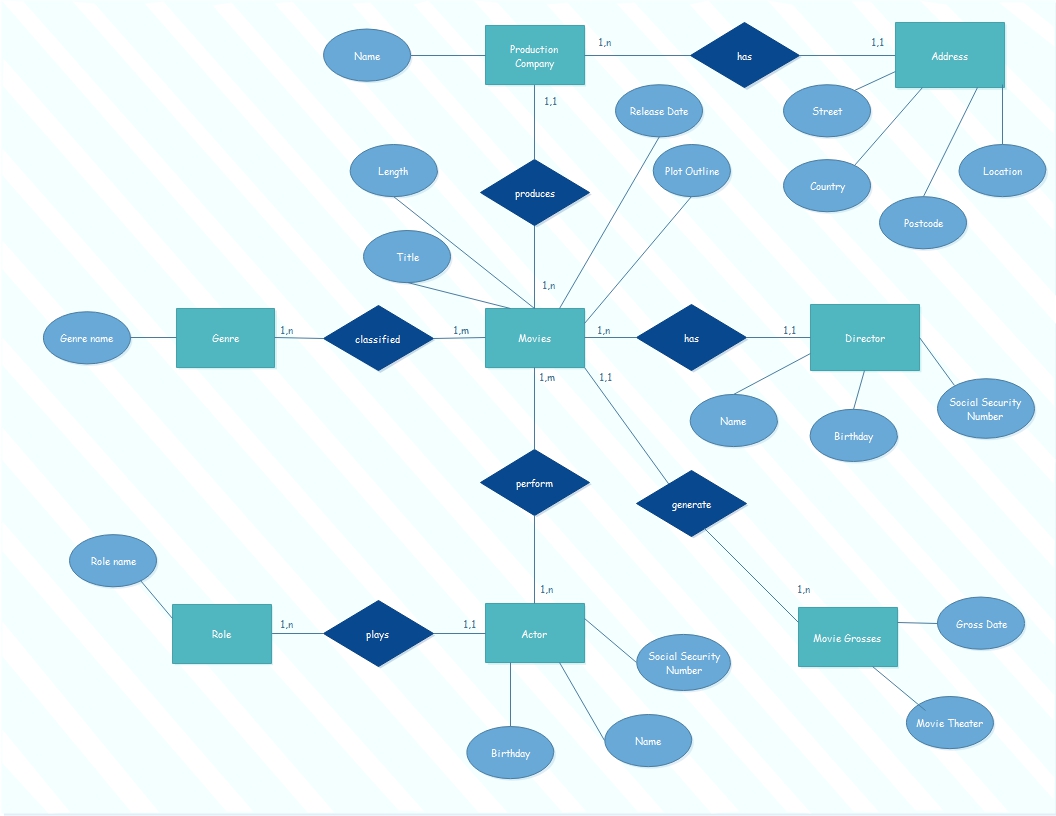 Name
Production
Company
1,n
has
1,1
Address
1,1
Release Date
Street
Length
Plot Outline
Country
Location
produces
Postcode
Title
1,n
Genre name
Genre
1,n
classified
1,m
Movies
1,n
has
1,1
Director
1,m
1,1
Name
Birthday
Social Security
Number
perform
generate
Role name
1,n
1,n
Role
1,n
plays
1,1
Actor
Social Security
Number
Movie Grosses
Gross Date
Birthday
Name
Movie Theater